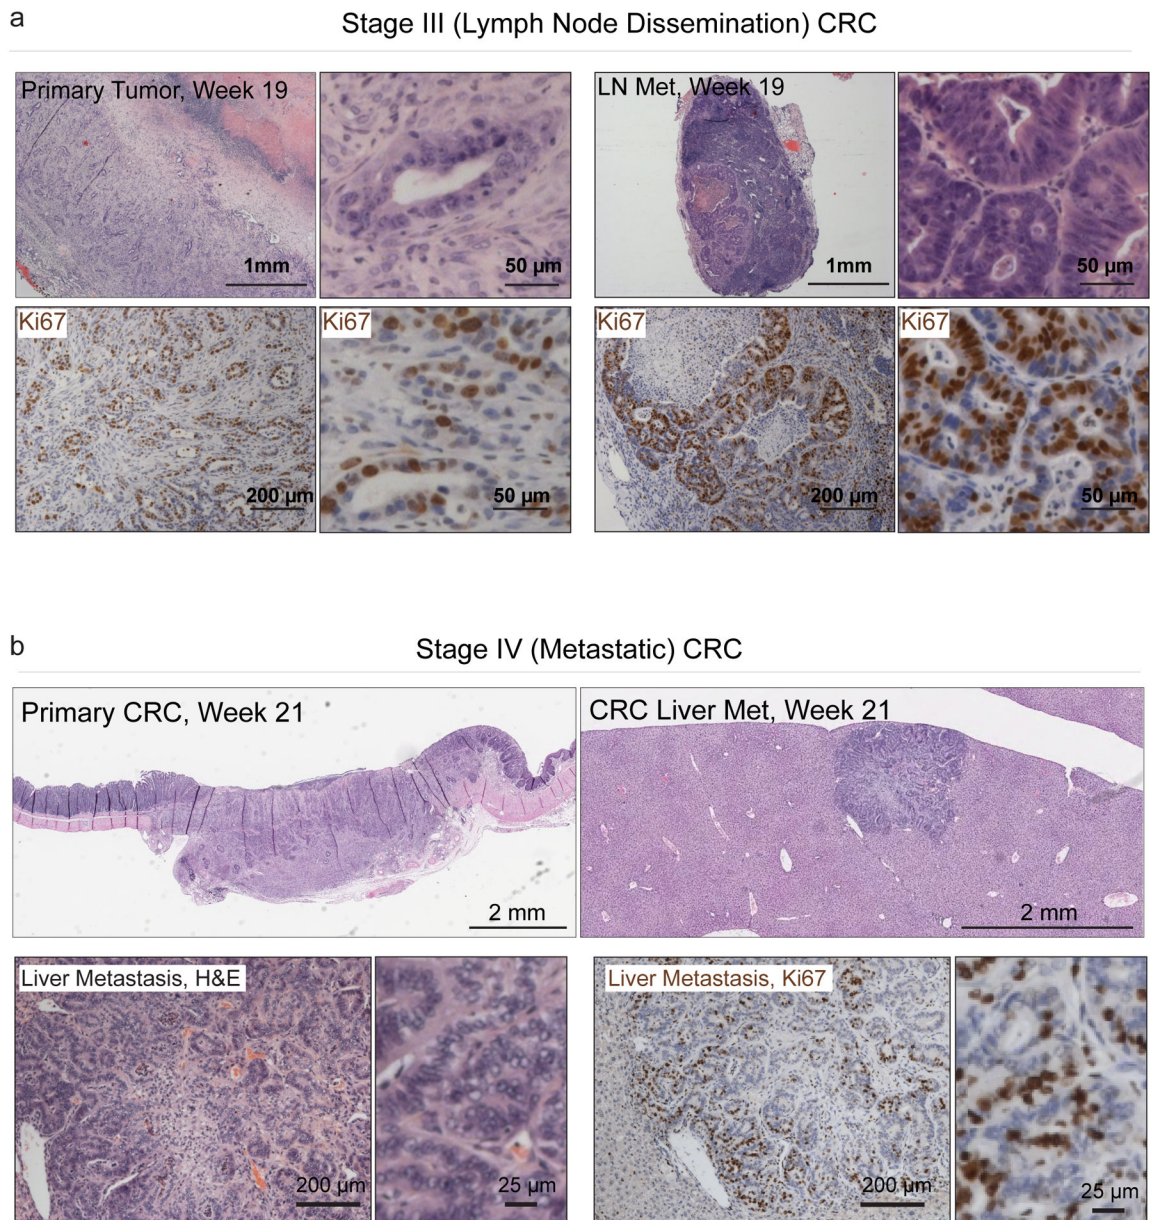 a
Stage III (Lymph Node Dissemination) CRC
Primary Tumor, Week 19
1mm
50 µm
LN Met, Week 19
1mm
50 µm
Ki67
200 µm
Ki67
50 µm
Ki67
200 µm
Ki67
50 µm
b
Stage IV (Metastatic) CRC
Primary CRC, Week 21
2 mm
CRC Liver Met, Week 21
2 mm
Liver Metastasis, H&E
200 µm
25 µm
Liver Metastasis, Ki67
200 µm
25 µm